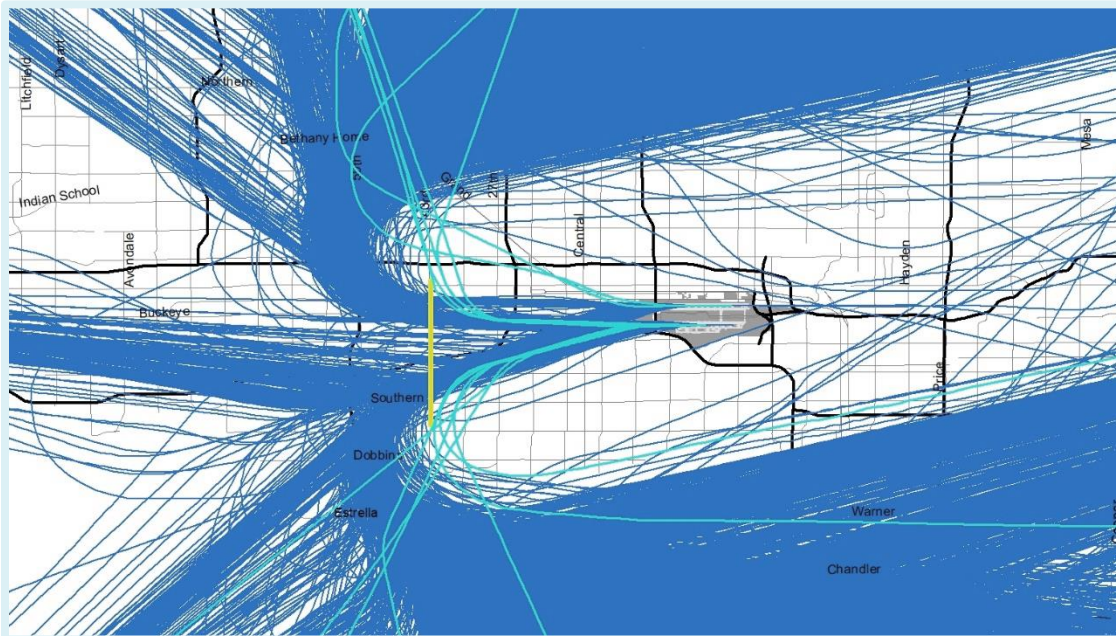 Litchfield
Dysart
Northern
Bethany Home
Indian School
Avondale
Buckeye
Central
Hayden
Mesa
Price
Southern
Dobbins
Estrella
Warner
Chandler